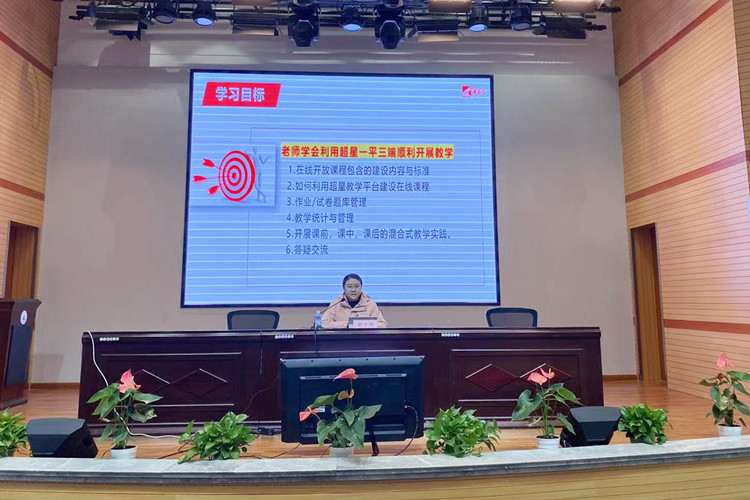 学习目标
老师学会利用超星一平三端顺利开展教学
1.在线开放课程包含的建设内容与标准
2.如何利用超星教学平台建设在线课程
3.作业/试卷题库管理
4.教学统计与管理
5.开展课前、课中、课后的混合式教学实践。
6.答疑交流